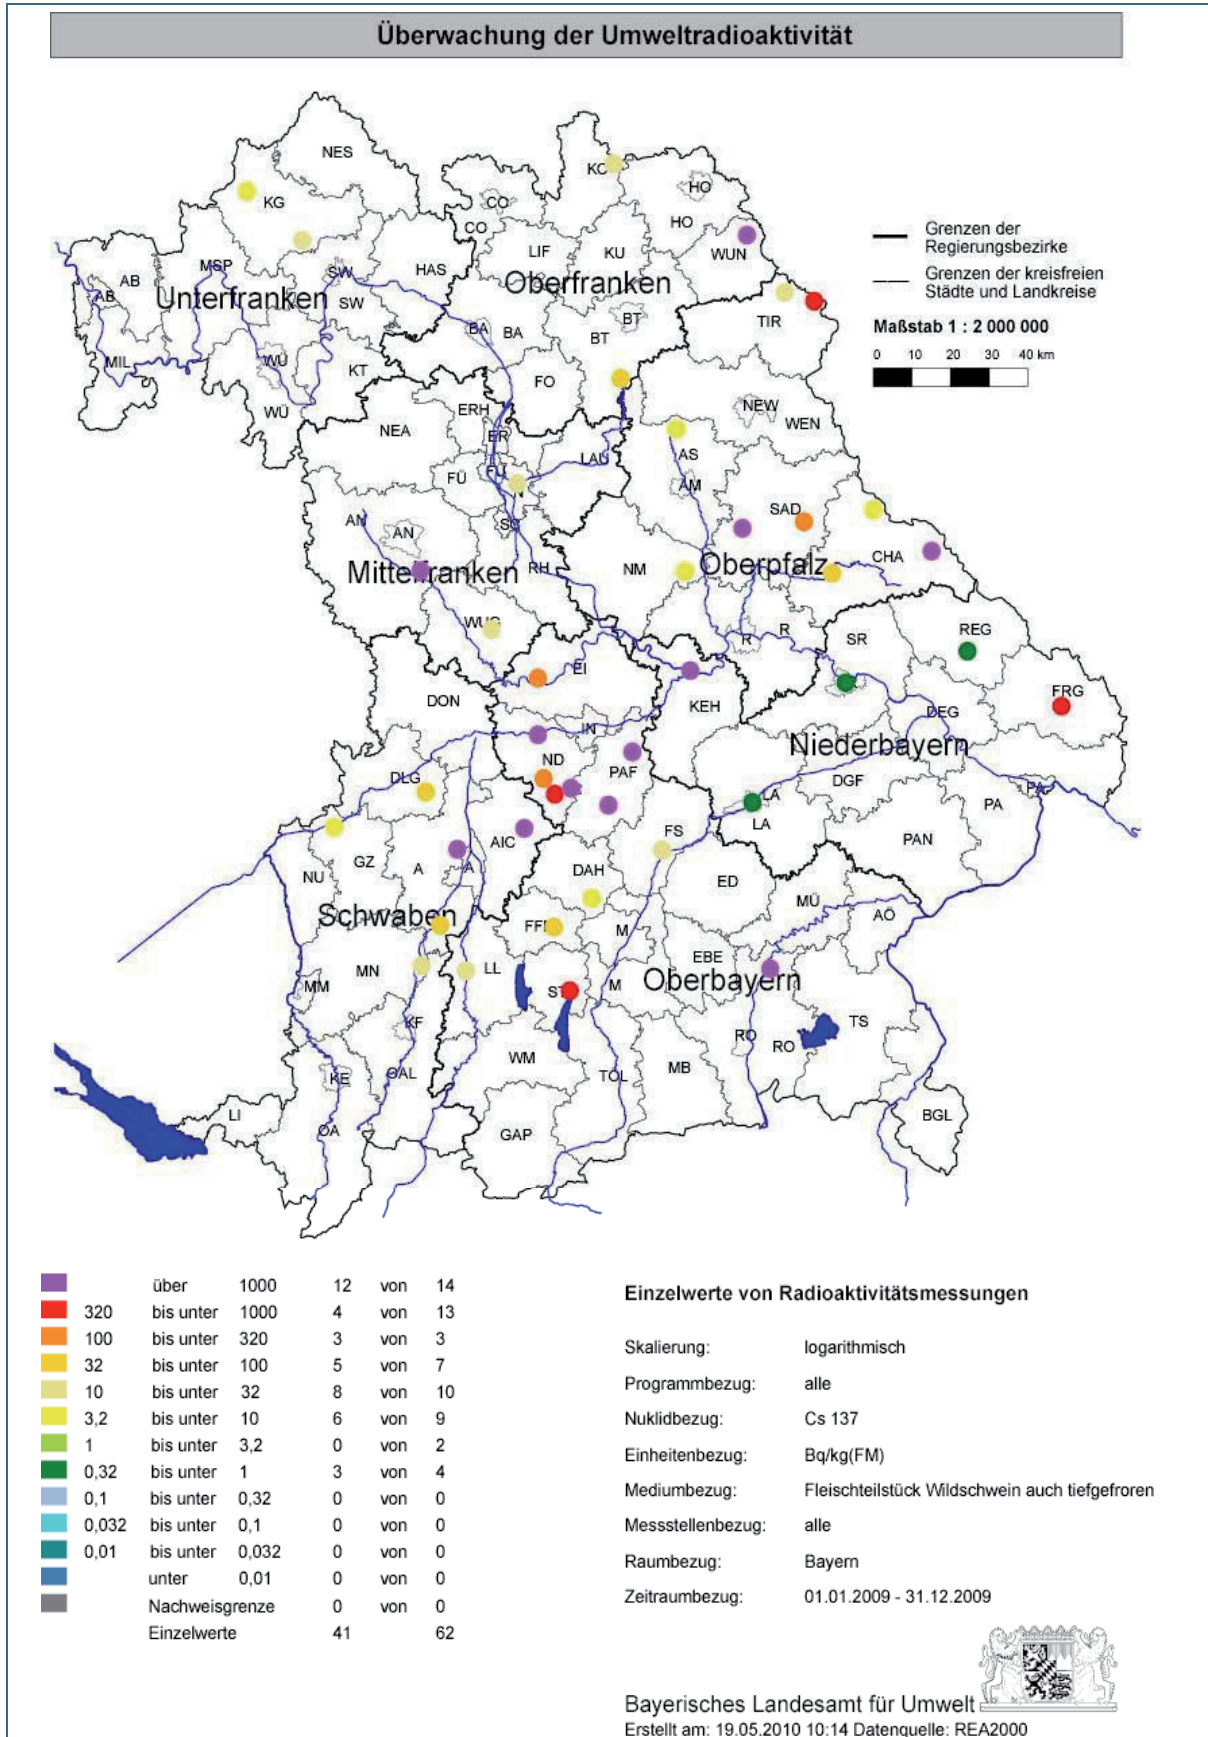 Überwachung der Umweltradioaktivität
NES
KG
KC
HO
HO
CO
CO
LIF
KU
WUN
MSP
SW
HAS
AB
AB
Unterfranken
SW
Oberfranken
BT
BT
TIR
BA
BA
MIL
WÜ
KT
FO
WÜ
ERH
NEA
ER
NEW
WEN
LAU
AS
FÜ
FÜ
N
AM
SAD
AN
AN
SC
CHA
Mittelfranken
RH
NM
Oberpfalz
WUG
R
R
SR
REG
EI
FRG
DON
KEH
DEG
IN
Niederbayern
ND
PAF
DLG
DGF
PA
PA
LA
LA
FS
AIC
PAN
GZ
A
A
NU
DAH
ED
MÜ
AÖ
Schwaben
FFB
M
EBE
MN
LL
M
Oberbayern
MM
ST
KF
TS
WM
RO
RO
KE
OAL
TÖL
MB
LI
OA
GAP
BGL
Grenzen der
Regierungsbezirke
Grenzen der kreisfreien
Städte und Landkreise
Maßstab 1 : 2 000 000
0 10 20 30 40 km
über 1000 12 von 14
320 bis unter 1000 4 von 13
100 bis unter 320 3 von 3
32 bis unter 100 5 von 7
10 bis unter 32 8 von 10
3,2 bis unter 10 6 von 9
1 bis unter 3,2 0 von 2
0,32 bis unter 1 3 von 4
0,1 bis unter 0,32 0 von 0
0,032 bis unter 0,1 0 von 0
0,01 bis unter 0,032 0 von 0
unter 0,01 0 von 0
Nachweisgrenze 0 von 0
Einzelwerte 41 62
Einzelwerte von Radioaktivitätsmessungen
Skalierung: logarithmisch
Programmbezug: alle
Nuklidbezug: Cs 137
Einheitenbezug: Bq/kg(FM)
Mediumbezug: Fleischteilstück Wildschwein auch tiefgefroren
Messstellenbezug: alle
Raumbezug: Bayern
Zeitraumbezug: 01.01.2009 - 31.12.2009
Bayerisches Landesamt für Umwelt
Erstellt am: 19.05.2010 10:14 Datenquelle: REA2000